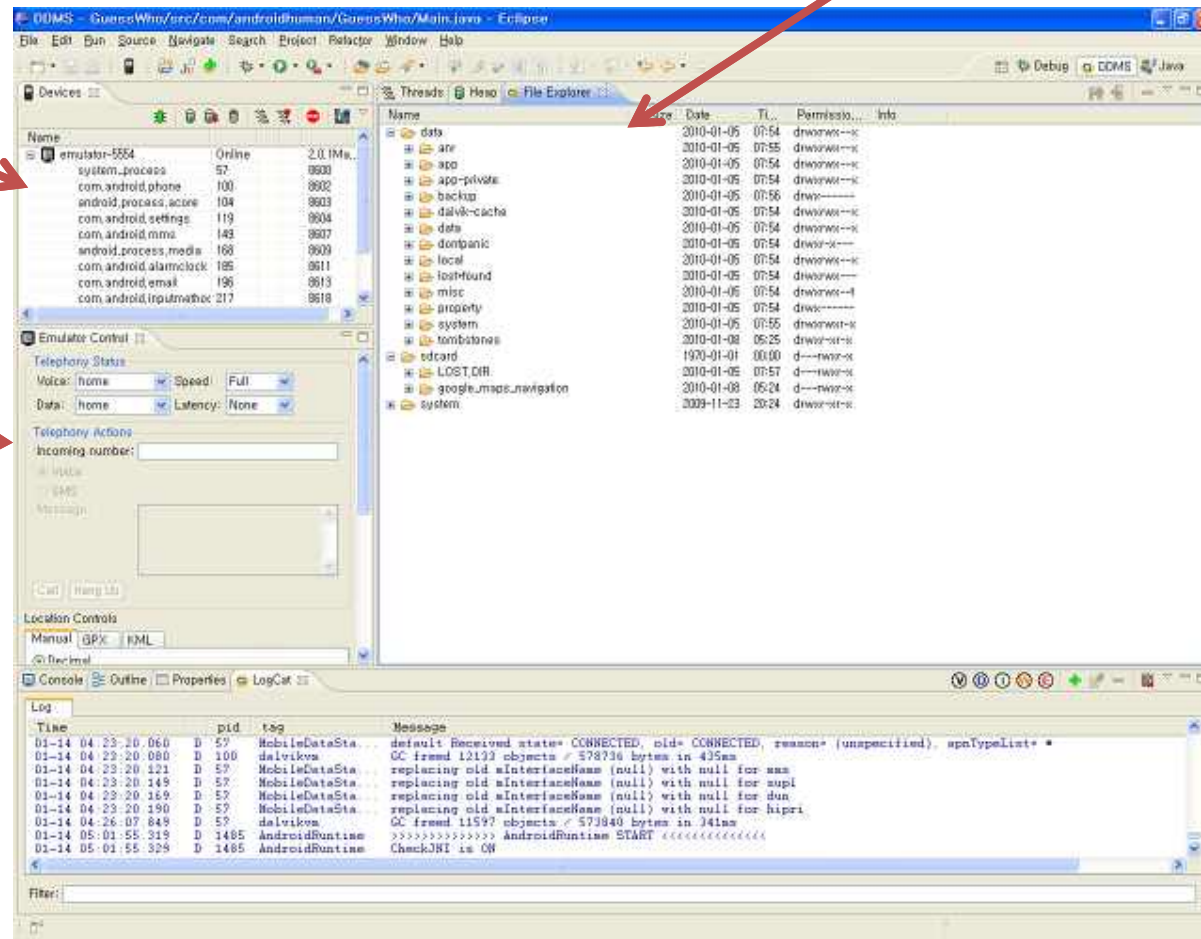 DDMS - GuessWho/src/com/androidhuman/GuessWho/Main.java - Eclipse
File Edit Run Source Navigate Search Project Refactor Window Help
Debug DDMS Java
Devices
Name
emulator-5554 Online 2.0.1
system_process 57 8600
com.android.phone 100 8602
android.process.acore 104 8603
com.android.settings 119 8604
com.android.mms 149 8607
android.process.media 168 8609
com.android.alarmclock 185 8611
com.android.email 196 8613
com.android.inputmethod 217 8618
Threads Heap File Explorer
Name Size Date Ti... Permissio... Info
data 2010-01-05 07:54 drwxrwx--x
anr 2010-01-05 07:55 drwxrwx--x
app 2010-01-05 07:54 drwxrwx--x
app-private 2010-01-05 07:54 drwxrwx--x
backup 2010-01-05 07:56 drwx------
dalvik-cache 2010-01-05 07:54 drwxrwx--x
data 2010-01-05 07:54 drwxrwx--x
dontpanic 2010-01-05 07:54 drwxr-x---
local 2010-01-05 07:54 drwxrwx--x
lost+found 2010-01-05 07:54 drwxrwx---
misc 2010-01-05 07:54 drwxrwx--t
property 2010-01-05 07:54 drwx------
system 2010-01-05 07:55 drwxrwxr-x
tombstones 2010-01-08 05:25 drwxr-xr-x
sdcard 1970-01-01 00:00 d---rwxr-x
LOST.DIR 2010-01-05 07:57 d---rwxr-x
google_maps_navigation 2010-01-08 05:24 d---rwxr-x
system 2009-11-23 20:24 drwxr-xr-x
Emulator Control
Telephony Status
Voice: home Speed: Full
Data: home Latency: None
Telephony Actions
Incoming number:
Voice
SMS
Message:
Call Hang Up
Location Controls
Manual GPX KML
Decimal
Console Outline Properties LogCat
V D I W E
Log
Time pid tag Message
01-14 04:23:20.060 D 57 MobileDataSta... default Received state= CONNECTED, old= CONNECTED, reason= (unspecified), apnTypeList= *
01-14 04:23:20.080 D 100 dalvikvm GC freed 12133 objects / 578736 bytes in 435ms
01-14 04:23:20.121 D 57 MobileDataSta... replacing old mInterfaceName (null) with null for mms
01-14 04:23:20.149 D 57 MobileDataSta... replacing old mInterfaceName (null) with null for supl
01-14 04:23:20.169 D 57 MobileDataSta... replacing old mInterfaceName (null) with null for dun
01-14 04:23:20.190 D 57 MobileDataSta... replacing old mInterfaceName (null) with null for hipri
01-14 04:26:07.849 D 57 dalvikvm GC freed 11597 objects / 573840 bytes in 341ms
01-14 05:01:55.319 D 1485 AndroidRuntime >>>>>>>>>>>>>> AndroidRuntime START <<<<<<<<<<<<<<
01-14 05:01:55.329 D 1485 AndroidRuntime CheckJNI is ON
Filter: